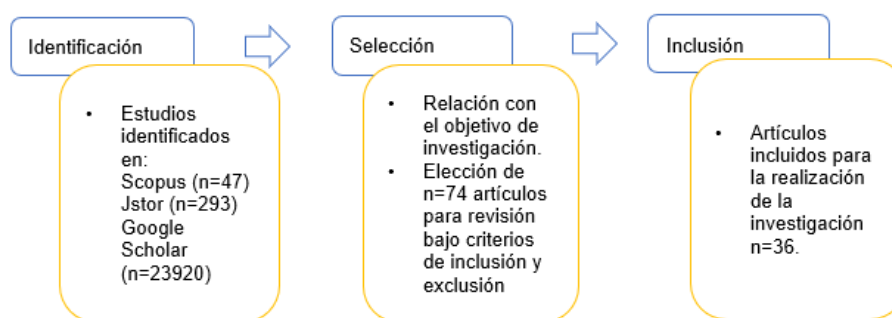 Identificación
• Estudios
identificados
en:
Scopus (n=47)
Jstor (n=293)
Google
Scholar
(n=23920)
Selección
• Relación con
el objetivo de
investigación.
• Elección de
n=74 artículos
para revisión
bajo criterios
de inclusión y
exclusión
Inclusión
• Artículos
incluidos para
la realización
de la
investigación
n=36.